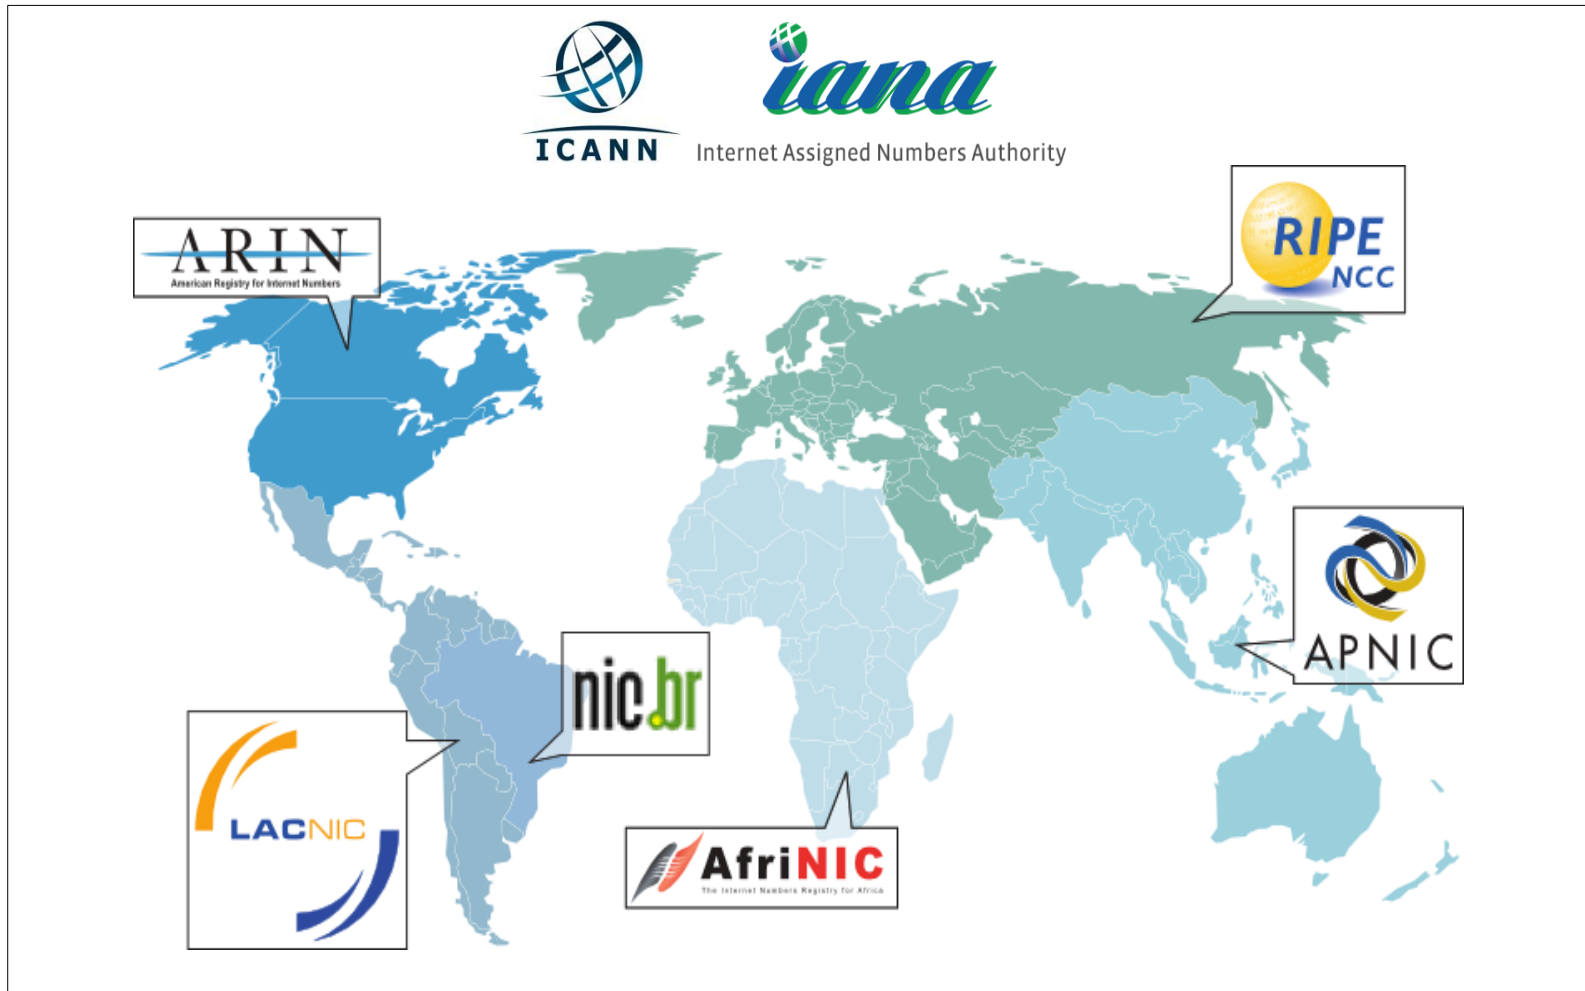 ICANN
iana
Internet Assigned Numbers Authority
ARIN
American Registry for Internet Numbers
RIPE
NCC
APNIC
nic.br
LACNIC
AfriNIC
The Internet Numbers Registry for Africa